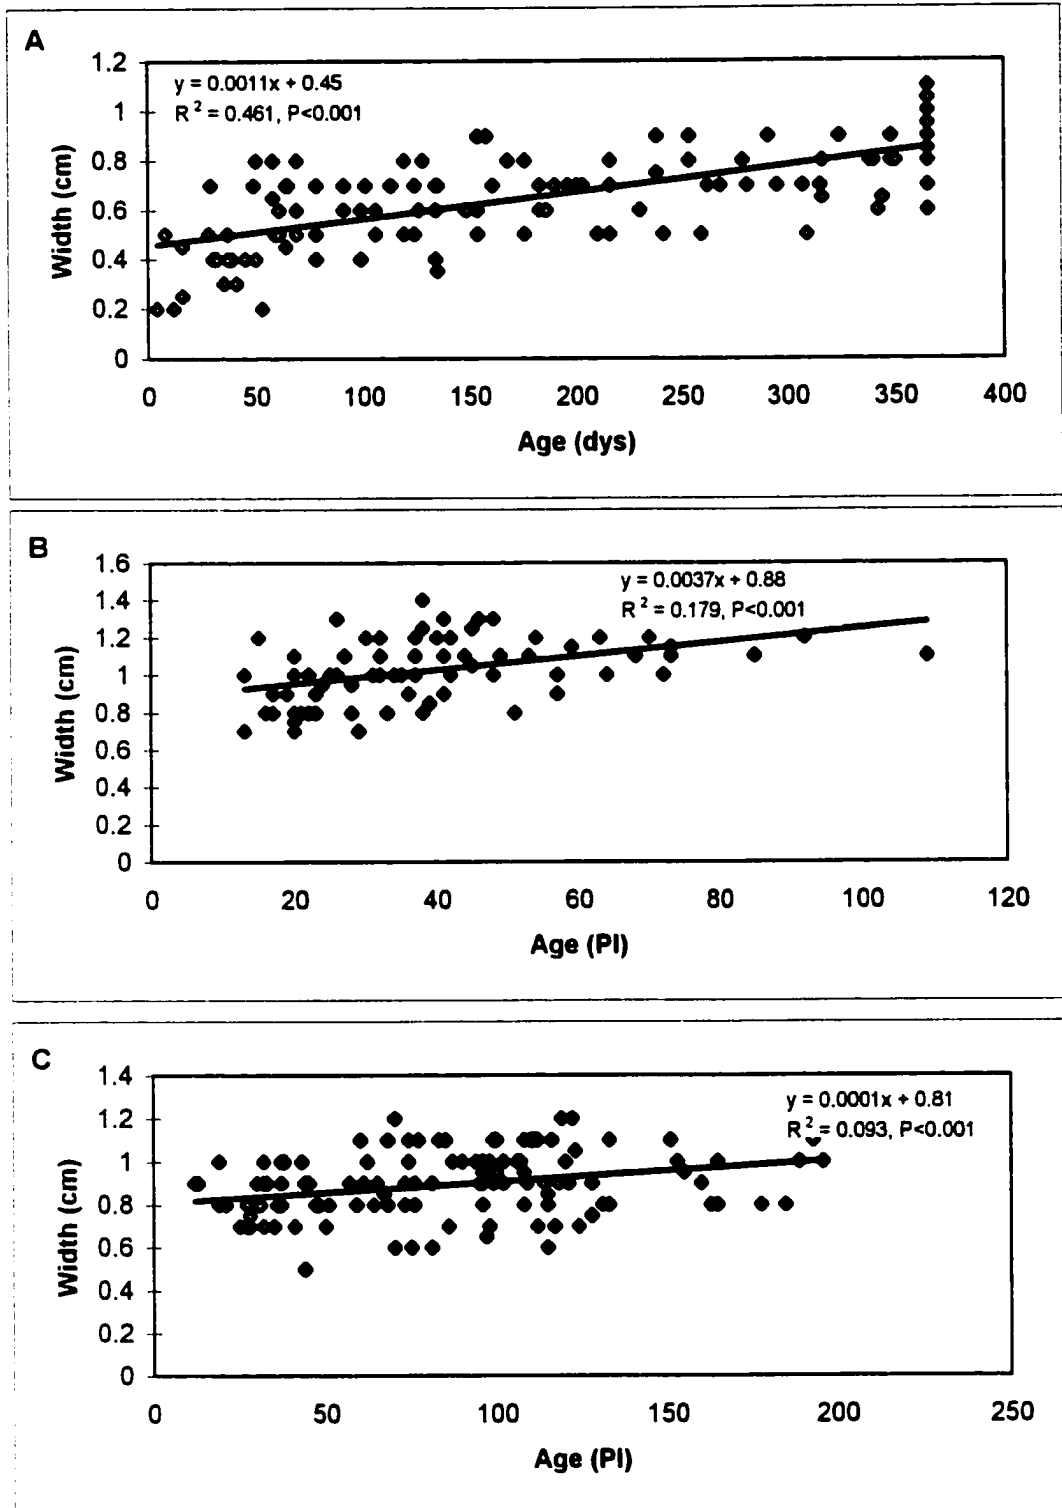 A
y = 0.0011x + 0.45
R² = 0.461, P<0.001
1.2
1
0.8
0.6
0.4
0.2
0
Width (cm)
0 50 100 150 200 250 300 350 400
Age (dys)
B
y = 0.0037x + 0.88
R² = 0.179, P<0.001
1.6
1.4
1.2
1
0.8
0.6
0.4
0.2
0
Width (cm)
0 20 40 60 80 100 120
Age (PI)
C
y = 0.0001x + 0.81
R² = 0.093, P<0.001
1.4
1.2
1
0.8
0.6
0.4
0.2
0
Width (cm)
0 50 100 150 200 250
Age (PI)